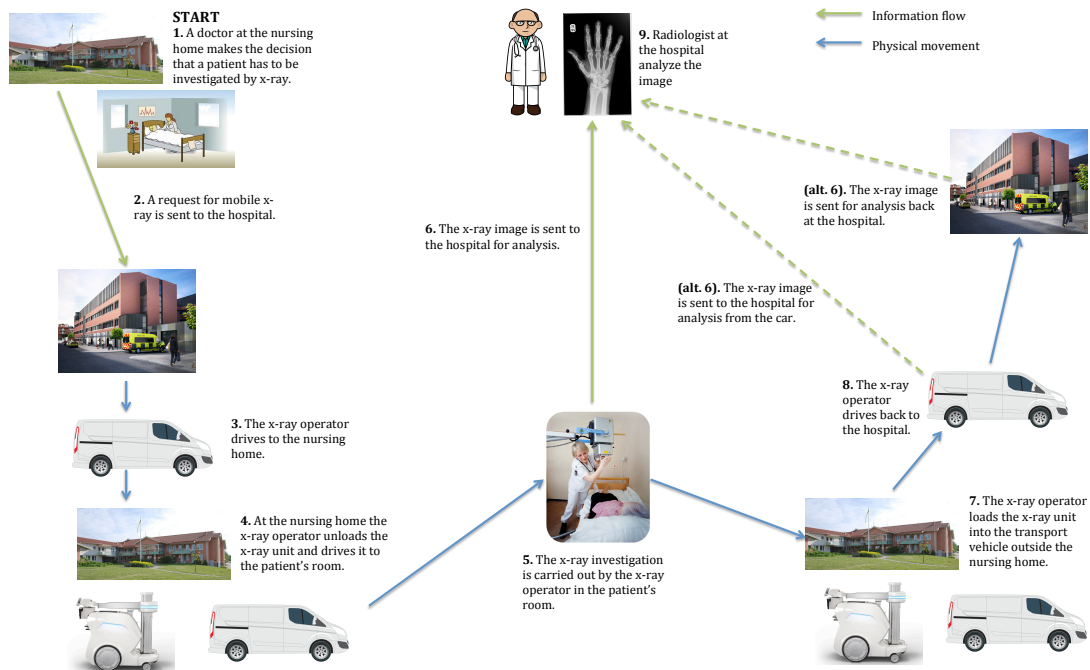 START
1. A doctor at the nursing
home makes the decision
that a patient has to be
investigated by x-ray.
2. A request for mobile x-
ray is sent to the hospital.
3. The x-ray operator
drives to the nursing
home.
4. At the nursing home the
x-ray operator unloads the
x-ray unit and drives it to
the patient's room.
5. The x-ray investigation
is carried out by the x-ray
operator in the patient's
room.
6. The x-ray image is sent to
the hospital for analysis.
(alt. 6). The x-ray image
is sent to the hospital for
analysis from the car.
(alt. 6). The x-ray image
is sent for analysis back
at the hospital.
7. The x-ray operator
loads the x-ray unit
into the transport
vehicle outside the
nursing home.
8. The x-ray
operator
drives back to
the hospital.
9. Radiologist at
the hospital
analyze the
image
Information flow
Physical movement